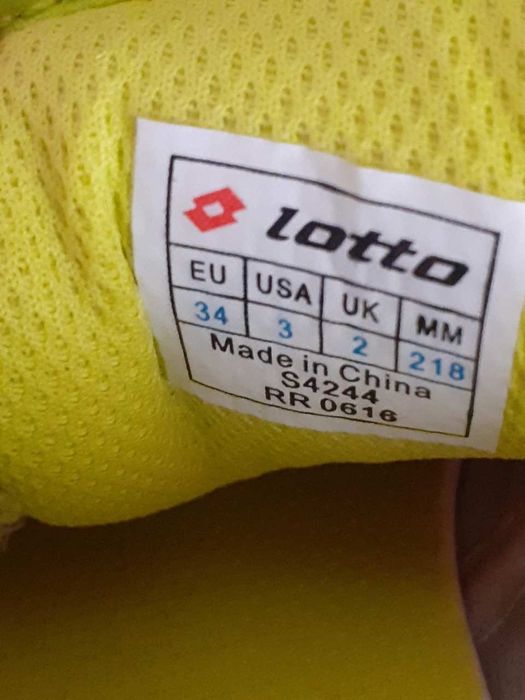 lotto
EU USA UK MM
34 3 2 218
Made in China
S4244
RR 0616